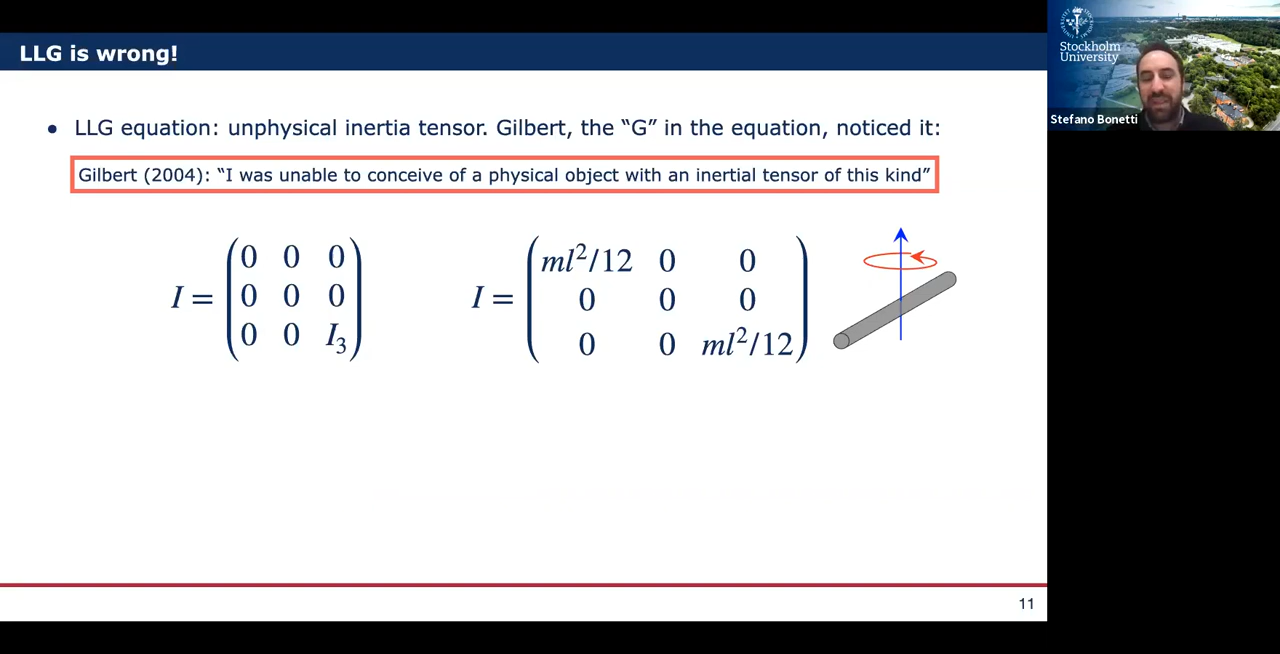 LLG is wrong!
● LLG equation: unphysical inertia tensor. Gilbert, the “G” in the equation, noticed it:
Gilbert (2004): “I was unable to conceive of a physical object with an inertial tensor of this kind”
I = (0 0 0
0 0 0
0 0 I₃)
I = (ml²/12 0 0
0 0 0
0 0 ml²/12)
11
Stockholm
University
Stefano Bonetti